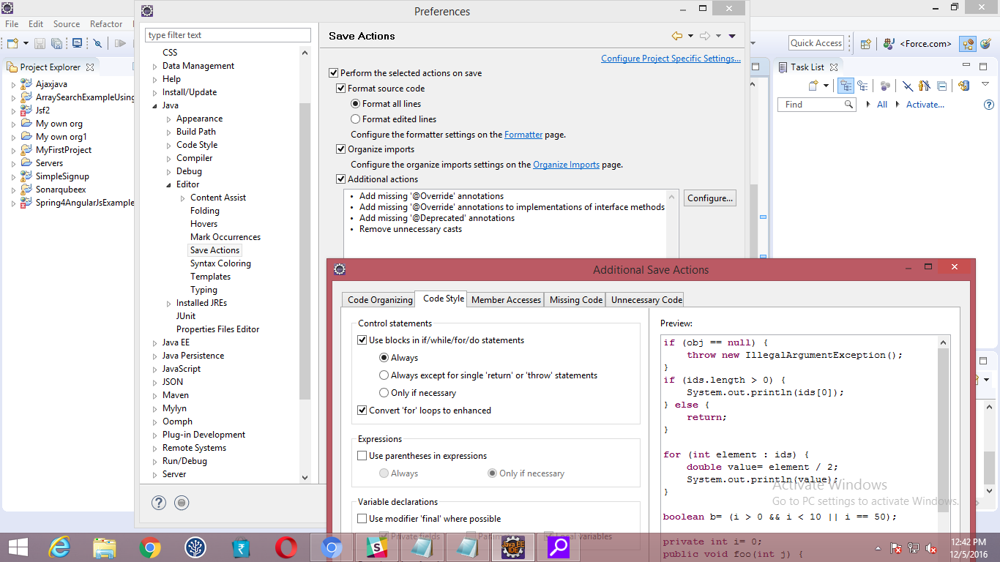 Preferences
File Edit Source Refactor
type filter text
Save Actions
Quick Access
<Force.com>
Configure Project Specific Settings...
Project Explorer
Task List
Ajaxjava
ArraySearchExampleUsing
Jsf2
My own org
My own org1
MyFirstProject
Servers
SimpleSignup
Sonarqubeex
Spring4AngularJsExample
CSS
Data Management
Help
Install/Update
Java
Appearance
Build Path
Code Style
Compiler
Debug
Editor
Content Assist
Folding
Hovers
Mark Occurrences
Save Actions
Syntax Coloring
Templates
Typing
Installed JREs
JUnit
Properties Files Editor
Java EE
Java Persistence
JavaScript
JSON
Maven
Mylyn
Oomph
Plug-in Development
Remote Systems
Run/Debug
Server
Perform the selected actions on save
Format source code
Format all lines
Format edited lines
Configure the formatter settings on the Formatter page.
Organize imports
Configure the organize imports settings on the Organize Imports page.
Additional actions
• Add missing '@Override' annotations
• Add missing '@Override' annotations to implementations of interface methods
• Add missing '@Deprecated' annotations
• Remove unnecessary casts
Configure...
Find
All
Activate...
Additional Save Actions
Code Organizing Code Style Member Accesses Missing Code Unnecessary Code
Control statements
Use blocks in if/while/for/do statements
Always
Always except for single 'return' or 'throw' statements
Only if necessary
Convert 'for' loops to enhanced
Expressions
Use parentheses in expressions
Always Only if necessary
Variable declarations
Use modifier 'final' where possible
Private fields Local variables
Preview:
if (obj == null) {
throw new IllegalArgumentException();
}
if (ids.length > 0) {
System.out.println(ids[0]);
} else {
return;
}
for (int element : ids) {
double value= element / 2;
System.out.println(value);
}
boolean b= (i > 0 && i < 10 || i == 50);
private int i= 0;
public void foo(int j) {
Activate Windows
Go to PC settings to activate Windows.
Java EE
IDE
12:42 PM
12/5/2016